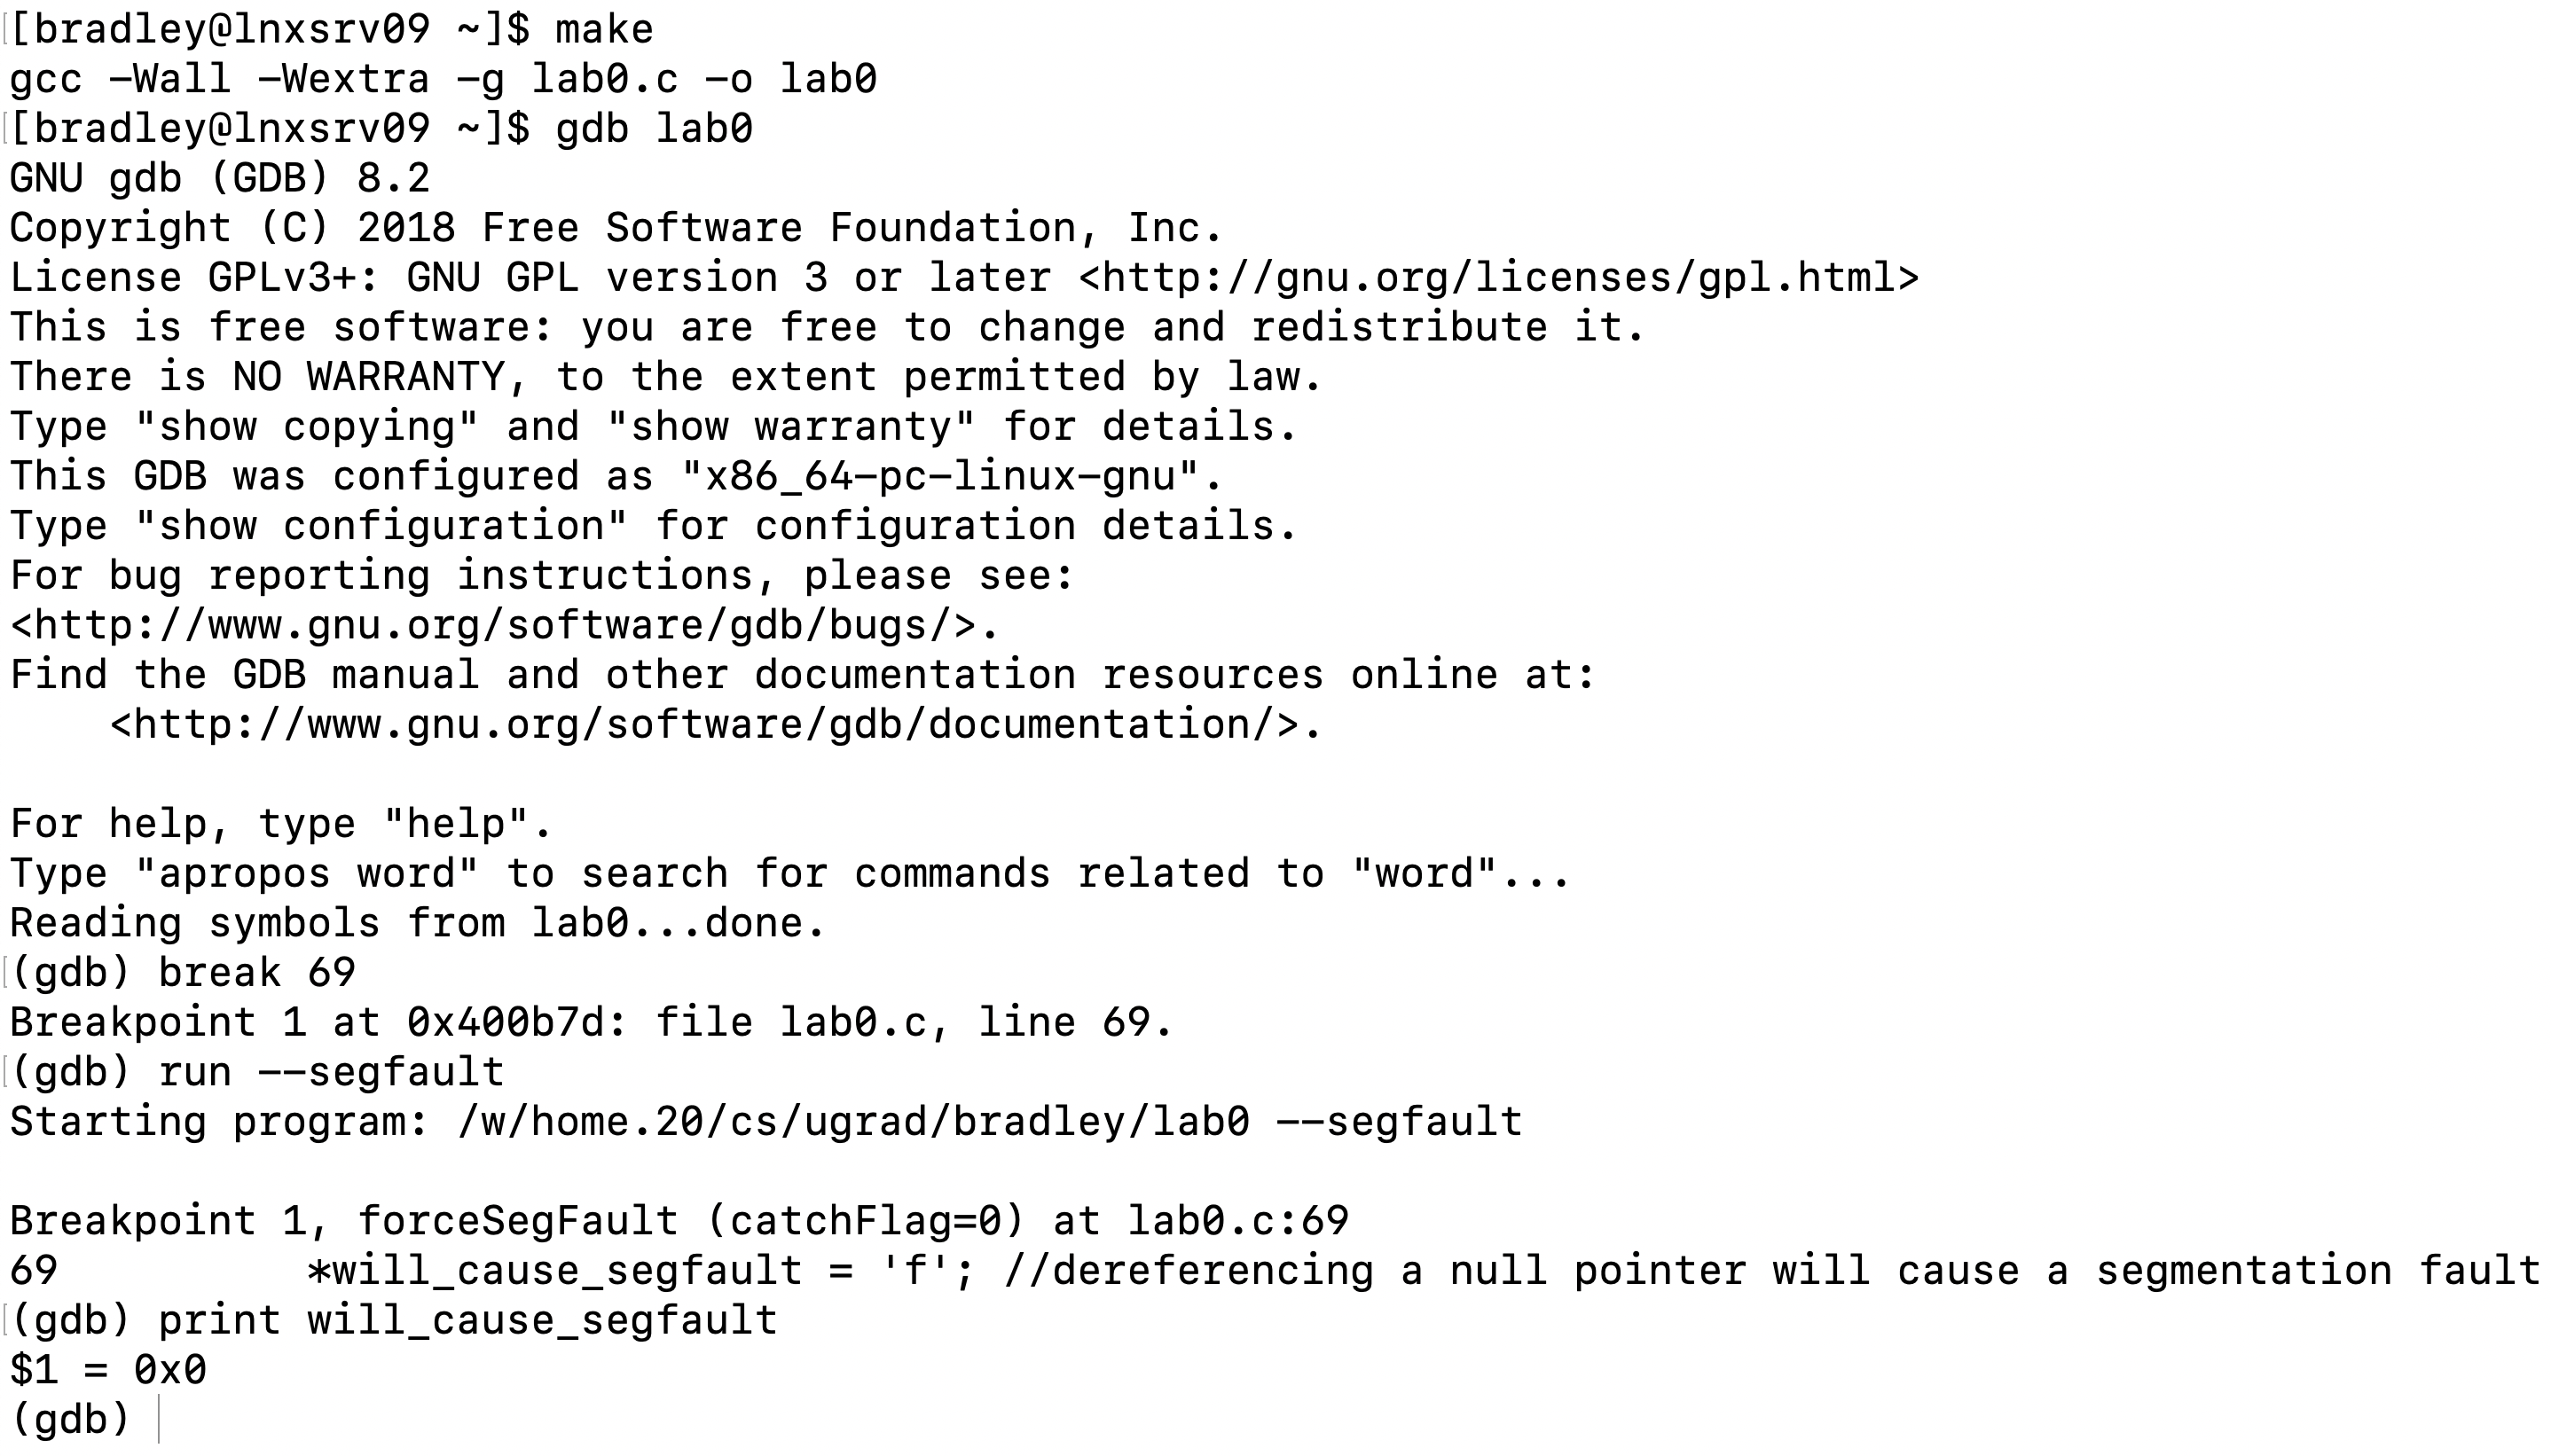 [bradley@lnxsrv09 ~]$ make
gcc -Wall -Wextra -g lab0.c -o lab0
[bradley@lnxsrv09 ~]$ gdb lab0
GNU gdb (GDB) 8.2
Copyright (C) 2018 Free Software Foundation, Inc.
License GPLv3+: GNU GPL version 3 or later <http://gnu.org/licenses/gpl.html>
This is free software: you are free to change and redistribute it.
There is NO WARRANTY, to the extent permitted by law.
Type "show copying" and "show warranty" for details.
This GDB was configured as "x86_64-pc-linux-gnu".
Type "show configuration" for configuration details.
For bug reporting instructions, please see:
<http://www.gnu.org/software/gdb/bugs/>.
Find the GDB manual and other documentation resources online at:
    <http://www.gnu.org/software/gdb/documentation/>.

For help, type "help".
Type "apropos word" to search for commands related to "word"...
Reading symbols from lab0...done.
(gdb) break 69
Breakpoint 1 at 0x400b7d: file lab0.c, line 69.
(gdb) run --segfault
Starting program: /w/home.20/cs/ugrad/bradley/lab0 --segfault

Breakpoint 1, forceSegFault (catchFlag=0) at lab0.c:69
69          *will_cause_segfault = 'f'; //dereferencing a null pointer will cause a segmentation fault
(gdb) print will_cause_segfault
$1 = 0x0
(gdb)